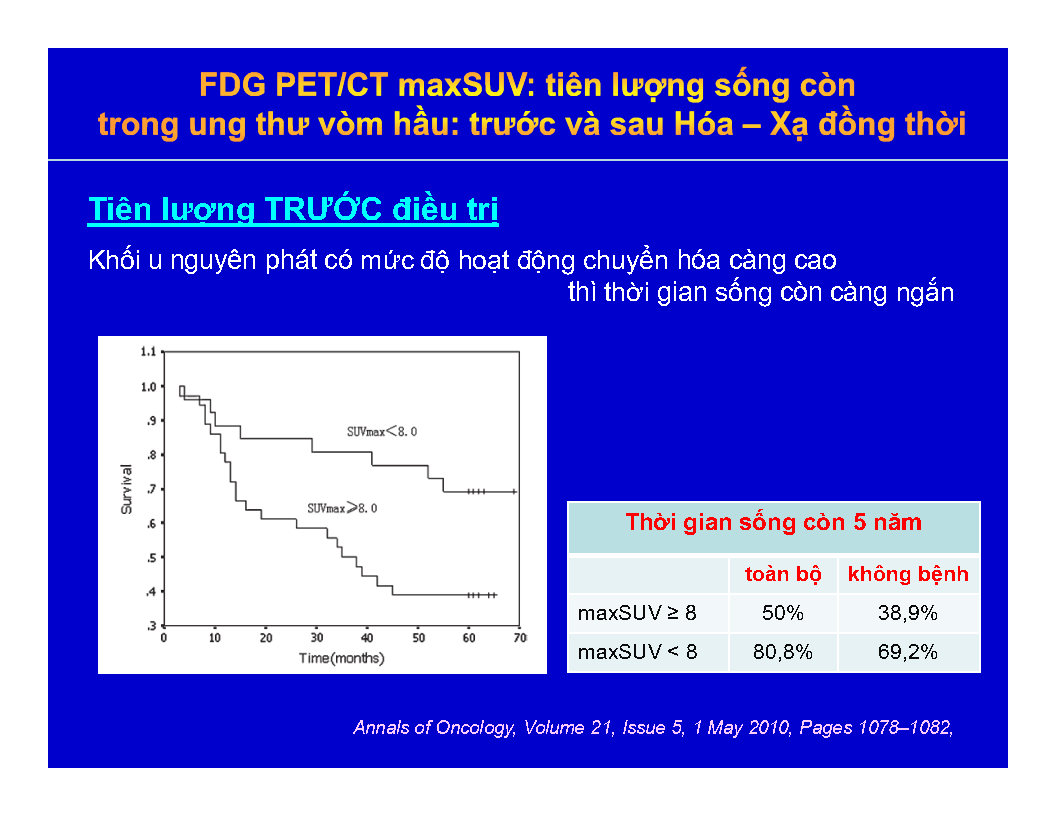 FDG PET/CT maxSUV: tiên lượng sống còn
trong ung thư vòm hầu: trước và sau Hóa – Xạ đồng thời
Tiên lượng TRƯỚC điều trị
Khối u nguyên phát có mức độ hoạt động chuyển hóa càng cao
thì thời gian sống còn càng ngắn
1.1
1.0
.9
.8
.7
.6
.5
.4
.3
Survival
SUVmax<8.0
SUVmax≥8.0
0 10 20 30 40 50 60 70
Time(months)
Thời gian sống còn 5 năm
toàn bộ không bệnh
maxSUV ≥ 8 50% 38,9%
maxSUV < 8 80,8% 69,2%
Annals of Oncology, Volume 21, Issue 5, 1 May 2010, Pages 1078–1082,